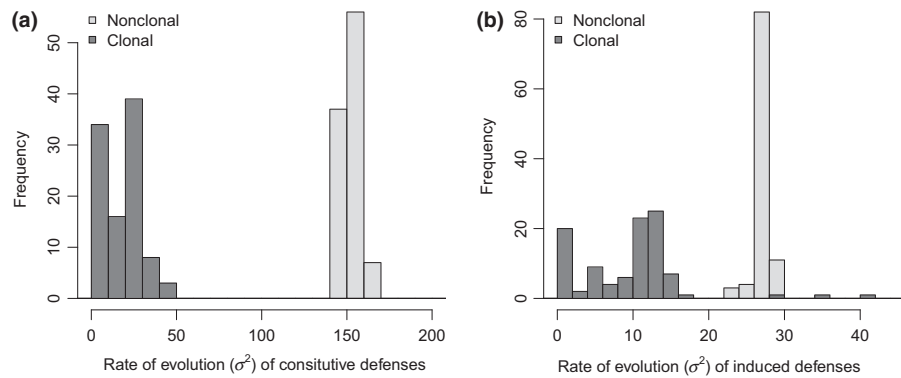 (a)
Nonclonal
Clonal
Frequency
50
40
30
20
10
0
0 50 100 150 200
Rate of evolution (σ²) of consitutive defenses
(b)
Nonclonal
Clonal
Frequency
80
60
40
20
0
0 10 20 30 40
Rate of evolution (σ²) of induced defenses